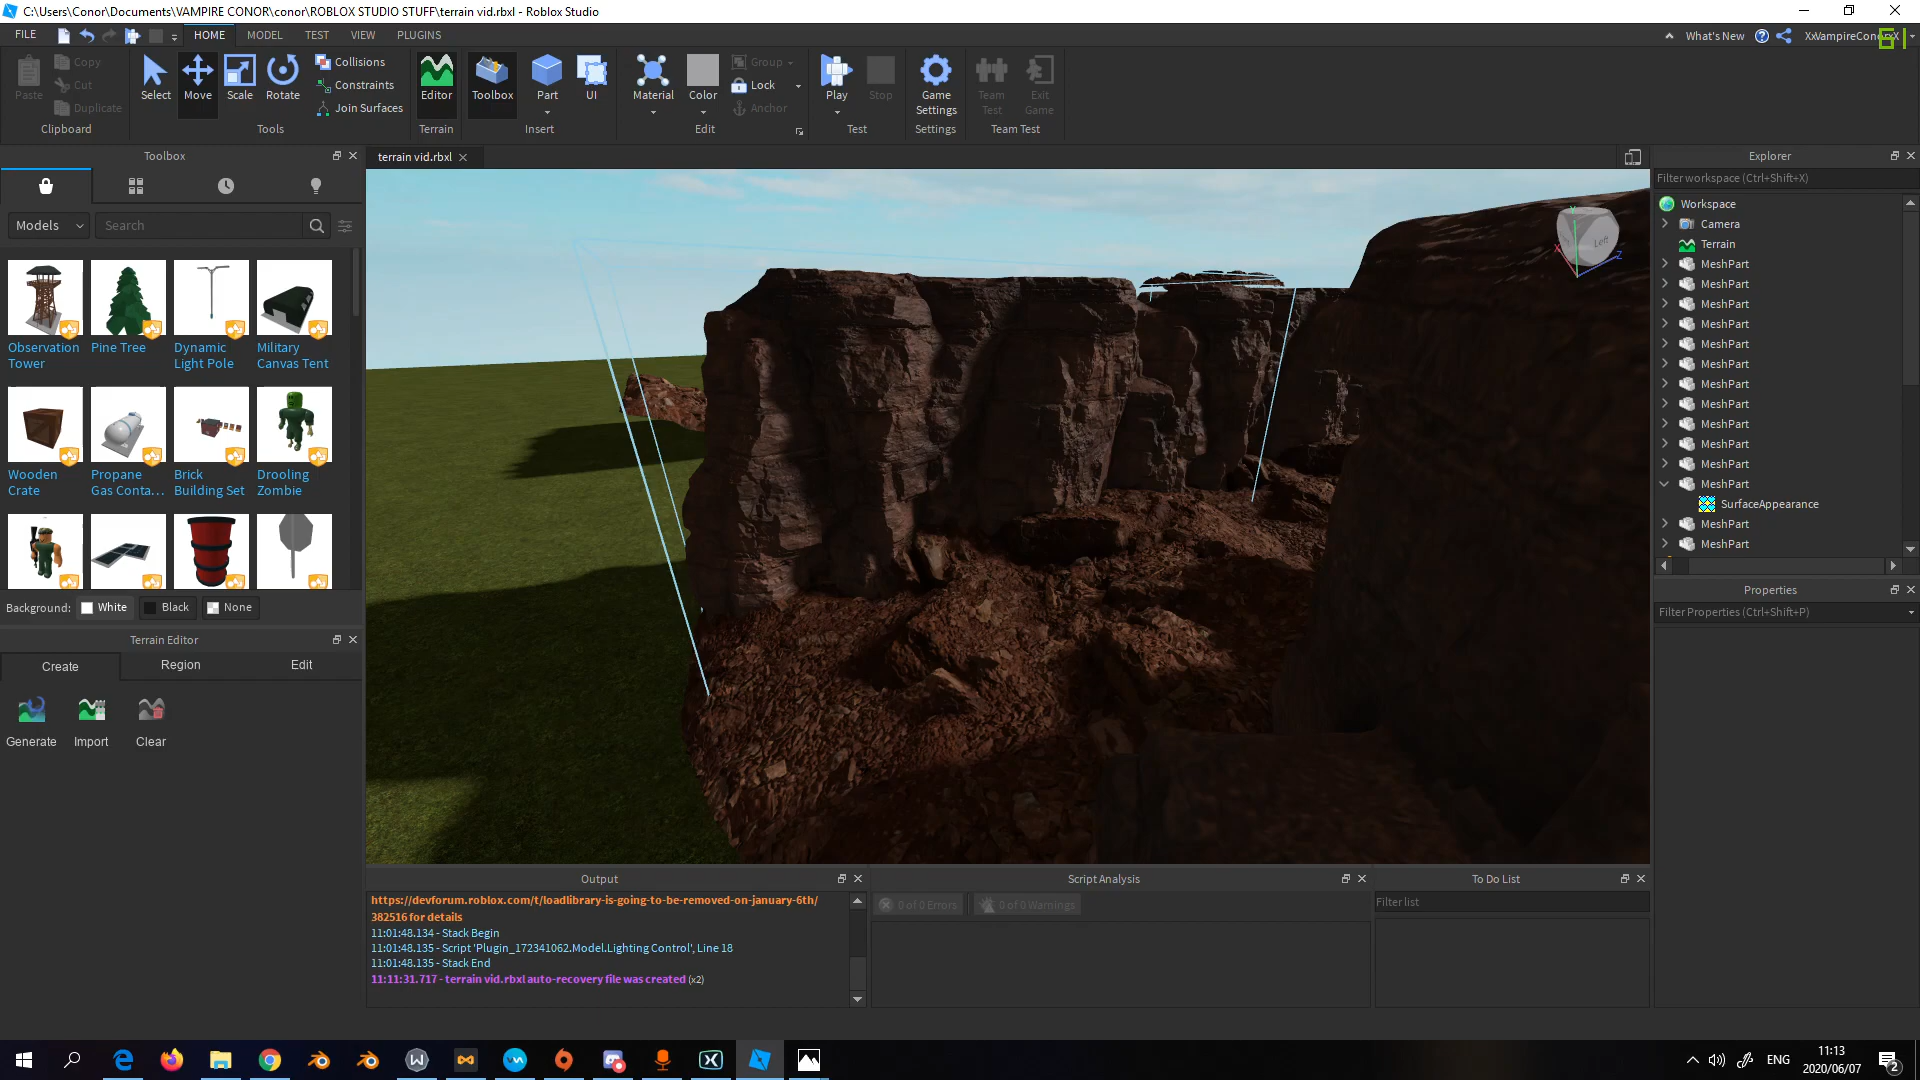 C:\Users\Conor\Documents\VAMPIRE CONOR\conor\ROBLOX STUDIO STUFF\terrain vid.rbxl - Roblox Studio
FILE HOME MODEL TEST VIEW PLUGINS
What's New
61
Paste
Copy
Cut
Duplicate
Clipboard
Select
Move
Scale
Rotate
Collisions
Constraints
Join Surfaces
Tools
Editor
Terrain
Toolbox
Part
UI
Insert
Material
Color
Group
Lock
Anchor
Edit
Play
Stop
Test
Game Settings
Settings
Team Test
Exit Game
Team Test
Toolbox
Models
Search
Observation Tower
Pine Tree
Dynamic Light Pole
Military Canvas Tent
Wooden Crate
Propane Gas Conta...
Brick Building Set
Drooling Zombie
Background: White Black None
Terrain Editor
Create Region Edit
Generate Import Clear
terrain vid.rbxl
Y
X
Z
Left
Output
https://devforum.roblox.com/t/loadlibrary-is-going-to-be-removed-on-january-6th/
382516 for details
11:01:48.134 - Stack Begin
11:01:48.135 - Script 'Plugin_172341062.Model.Lighting Control', Line 18
11:01:48.135 - Stack End
11:11:31.717 - terrain vid.rbxl auto-recovery file was created (x2)
Script Analysis
0 of 0 Errors
0 of 0 Warnings
To Do List
Filter list
Explorer
Filter workspace (Ctrl+Shift+X)
Workspace
Camera
Terrain
MeshPart
MeshPart
MeshPart
MeshPart
MeshPart
MeshPart
MeshPart
MeshPart
MeshPart
MeshPart
MeshPart
MeshPart
SurfaceAppearance
MeshPart
MeshPart
Properties
Filter Properties (Ctrl+Shift+P)
ENG
11:13
2020/06/07
2